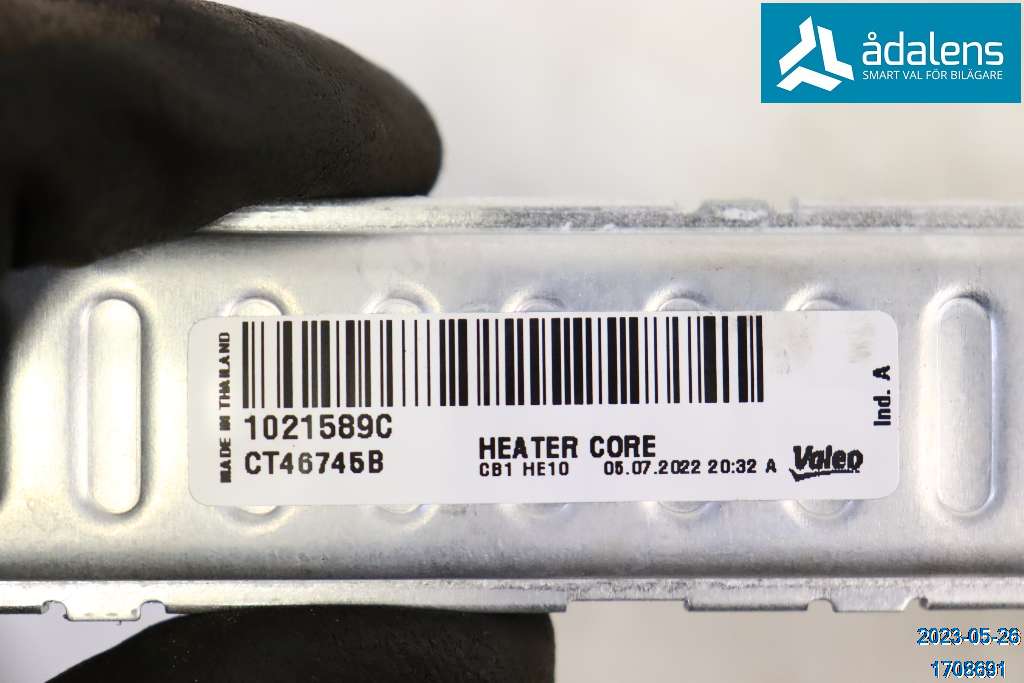 ådalens
SMART VAL FÖR BILÄGARE
MADE IN THAILAND
1021589C
CT46745B
HEATER CORE
CB1 HE10 05.07.2022 20:32 A
Valeo
Ind. A
2023-05-26
1708691